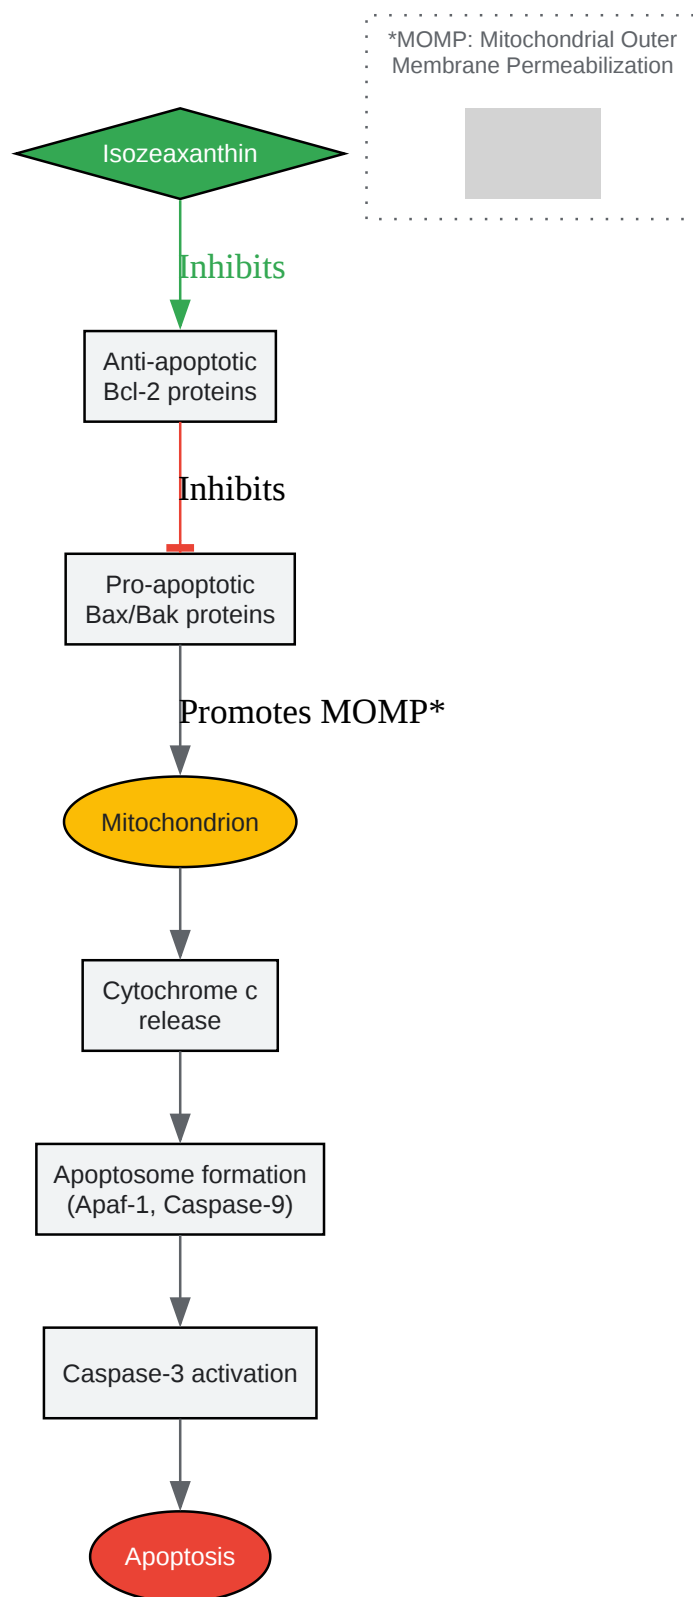 *MOMP: Mitochondrial Outer
Membrane Permeabilization
Isozeaxanthin
Inhibits
Anti-apoptotic
Bcl-2 proteins
Inhibits
Pro-apoptotic
Bax/Bak proteins
Promotes MOMP*
Mitochondrion
Cytochrome c
release
Apoptosome formation
(Apaf-1, Caspase-9)
Caspase-3 activation
Apoptosis